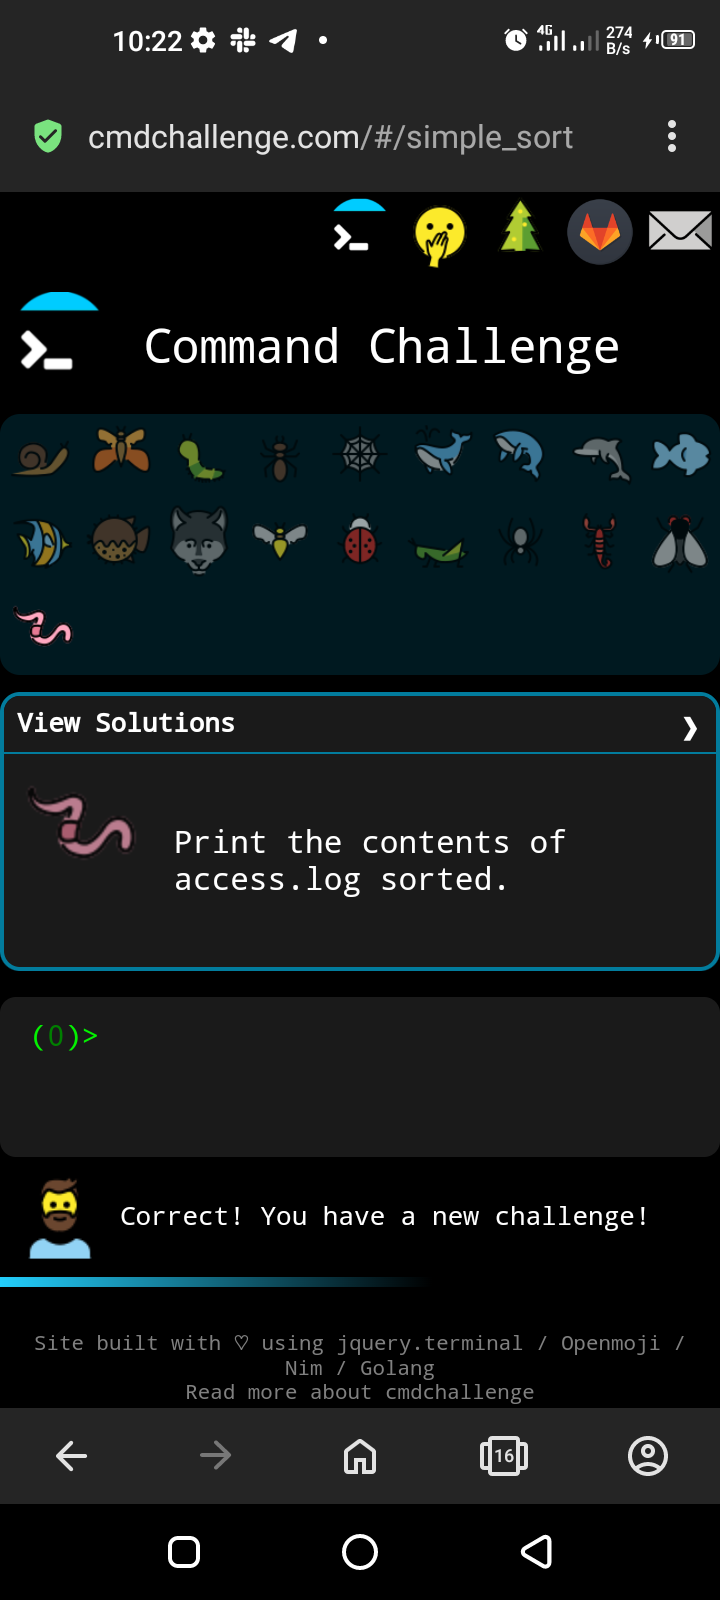 10:22
4G
274
B/s
91
cmdchallenge.com/#/simple_sort
Command Challenge
View Solutions
Print the contents of
access.log sorted.
(0)>
Correct! You have a new challenge!
Site built with ♡ using jquery.terminal / Openmoji /
Nim / Golang
Read more about cmdchallenge
16